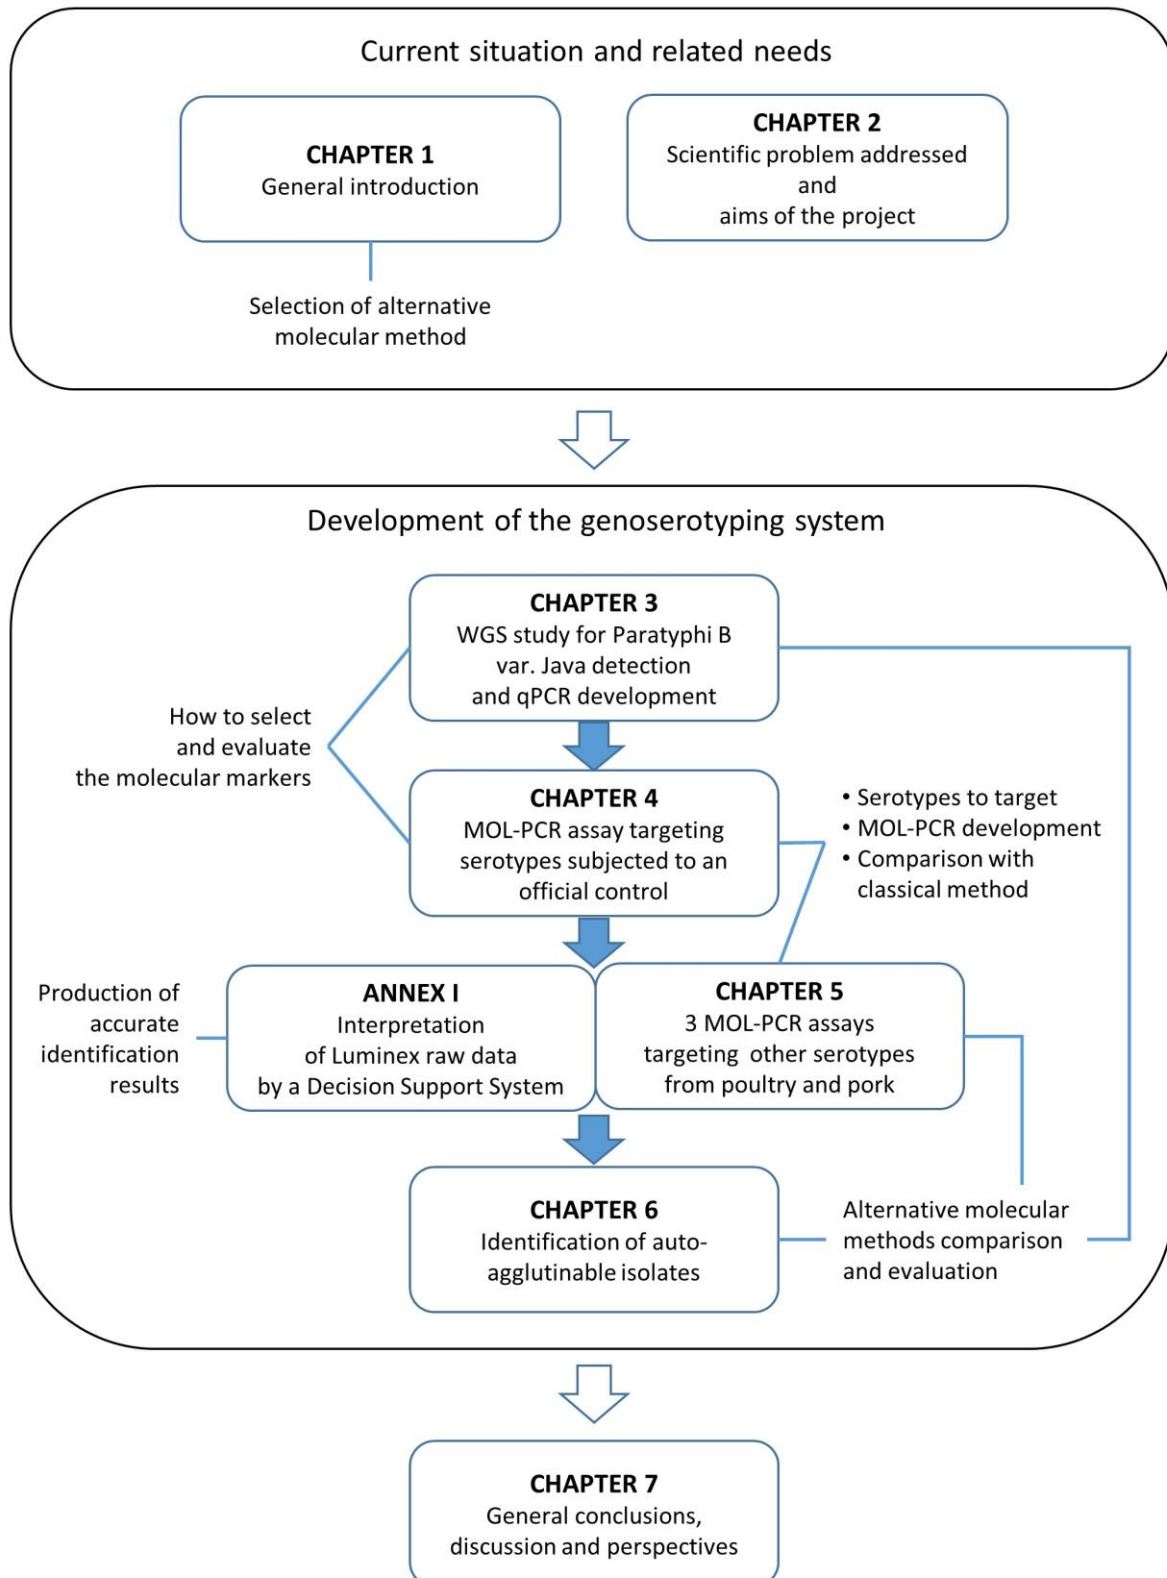 Current situation and related needs
CHAPTER 1
General introduction
CHAPTER 2
Scientific problem addressed
and
aims of the project
Selection of alternative
molecular method
Development of the genoserotyping system
CHAPTER 3
WGS study for Paratyphi B
var. Java detection
and qPCR development
How to select
and evaluate
the molecular markers
CHAPTER 4
MOL-PCR assay targeting
serotypes subjected to an
official control
• Serotypes to target
• MOL-PCR development
• Comparison with
classical method
Production of
accurate
identification
results
ANNEX I
Interpretation
of Luminex raw data
by a Decision Support System
CHAPTER 5
3 MOL-PCR assays
targeting other serotypes
from poultry and pork
CHAPTER 6
Identification of auto-
agglutinable isolates
Alternative molecular
methods comparison
and evaluation
CHAPTER 7
General conclusions,
discussion and perspectives